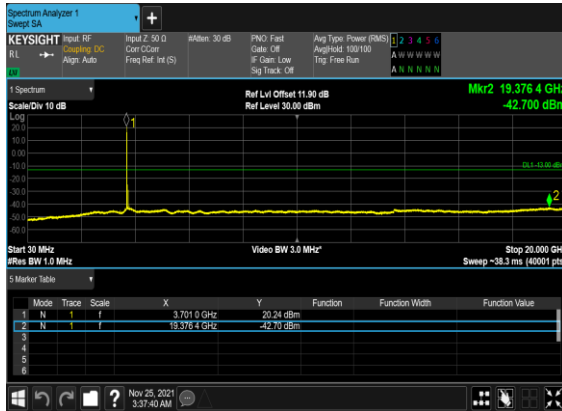 Spectrum Analyzer 1
Swept SA
+
KEYSIGHT Input: RF Input Z: 50 Ω #Atten: 30 dB PNO: Fast Avg Type: Power (RMS) 1 2 3 4 5 6
RL Coupling: DC Corr CCorr Gate: Off Avg|Hold: 100/100 A W W W W W
Align: Auto Freq Ref: Int (S) IF Gain: Low Trig: Free Run
Sig Track: Off A N N N N N
1 Spectrum Ref Lvl Offset 11.90 dB Mkr2 19.376 4 GHz
Scale/Div 10 dB Ref Level 30.00 dBm -42.700 dBm
Log
20.0
1
10.0
0.00
-10.0
DL1 -13.00 dBm
-20.0
-30.0
2
-40.0
-50.0
-60.0
Start 30 MHz Video BW 3.0 MHz* Stop 20.000 GHz
#Res BW 1.0 MHz Sweep ~38.3 ms (40001 pts)
5 Marker Table
Mode Trace Scale X Y Function Function Width Function Value
1 N 1 f 3.701 0 GHz 20.24 dBm
2 N 1 f 19.376 4 GHz -42.70 dBm
3
4
5
6
? Nov 25, 2021
3:37:40 AM